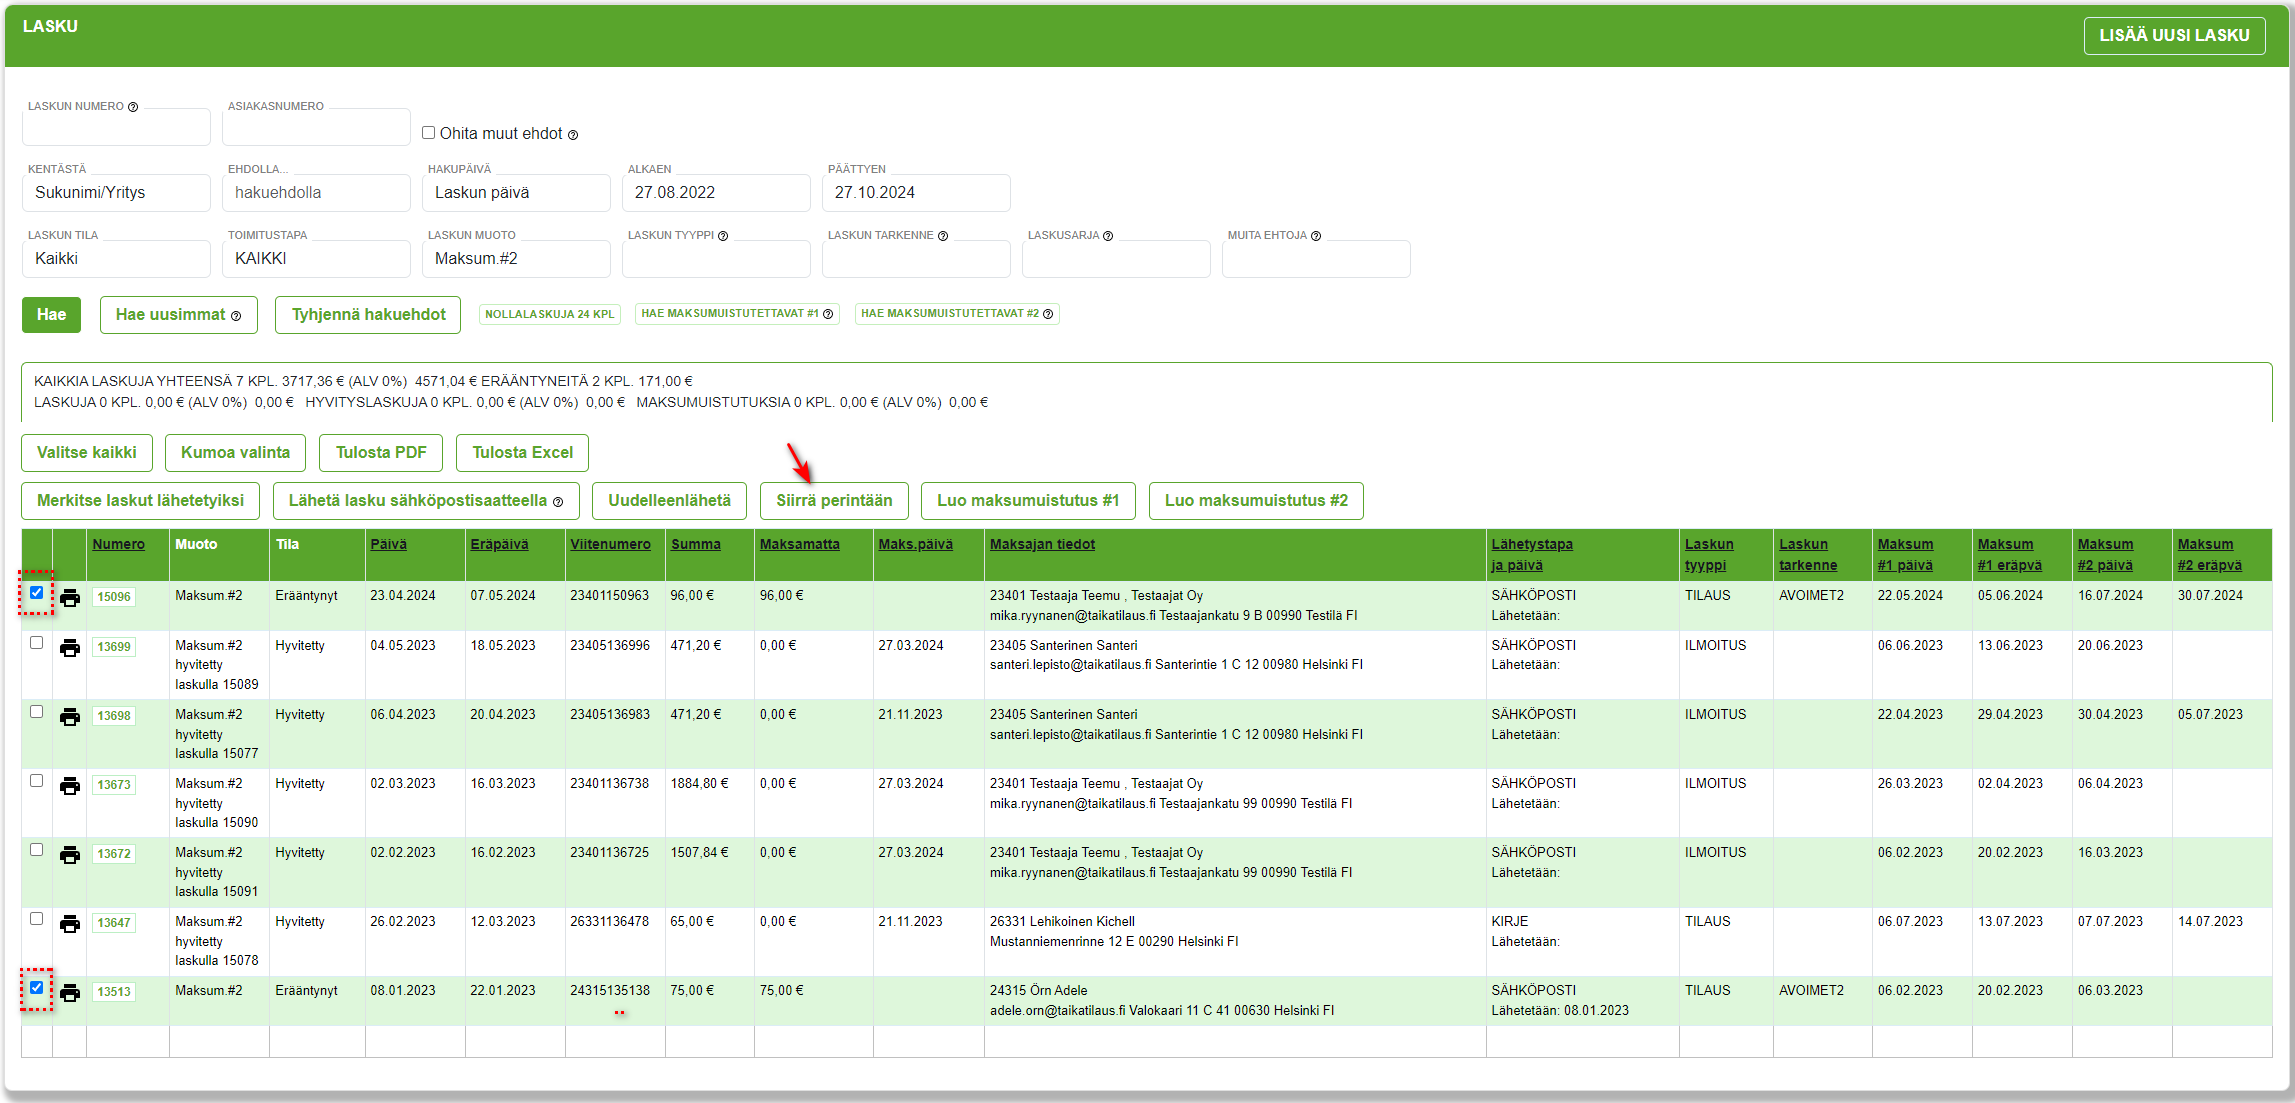 LASKU
LISÄÄ UUSI LASKU
LASKUN NUMERO
ASIAKASNUMERO
Ohita muut ehdot
KENTÄSTÄ
EHDOLLA...
HAKUPÄIVÄ
ALKAEN
PÄÄTTYEN
Sukunimi/Yritys
hakuehdolla
Laskun päivä
27.08.2022
27.10.2024
LASKUN TILA
TOIMITUSTAPA
LASKUN MUOTO
LASKUN TYYPPI
LASKUN TARKENNE
LASKUSARJA
MUITA EHTOJA
Kaikki
KAIKKI
Maksum.#2
Hae
Hae uusimmat
Tyhjennä hakuehdot
NOLLALASKUJA 24 KPL
HAE MAKSUMUISTUTETTAVAT #1
HAE MAKSUMUISTUTETTAVAT #2
KAIKKIA LASKUJA YHTEENSÄ 7 KPL. 3717,36 € (ALV 0%) 4571,04 € ERÄÄNTYNEITÄ 2 KPL. 171,00 €
LASKUJA 0 KPL. 0,00 € (ALV 0%) 0,00 € HYVITYSLASKUJA 0 KPL. 0,00 € (ALV 0%) 0,00 € MAKSUMUISTUTUKSIA 0 KPL. 0,00 € (ALV 0%) 0,00 €
Valitse kaikki
Kumoa valinta
Tulosta PDF
Tulosta Excel
Merkitse laskut lähetetyiksi
Lähetä lasku sähköpostisaatteella
Uudelleenlähetä
Siirrä perintään
Luo maksumuistutus #1
Luo maksumuistutus #2
Numero Muoto Tila Päivä Eräpäivä Viitenumero Summa Maksamatta Maks.päivä Maksajan tiedot Lähetystapa Laskun Laskun Maksum Maksum Maksum Maksum
ja päivä tyyppi tarkenne #1 päivä #1 eräpvä #2 päivä #2 eräpvä
15096 Maksum.#2 Erääntynyt 23.04.2024 07.05.2024 23401150963 96,00 € 96,00 € 23401 Testaaja Teemu , Testaajat Oy SÄHKÖPOSTI TILAUS AVOIMET2 22.05.2024 05.06.2024 16.07.2024 30.07.2024
mika.ryynanen@taikatilaus.fi Testaajankatu 9 B 00990 Testilä FI Lähetetään:
13699 Maksum.#2 Hyvitetty 04.05.2023 18.05.2023 23405136996 471,20 € 0,00 € 27.03.2024 23405 Santerinen Santeri SÄHKÖPOSTI ILMOITUS 06.06.2023 13.06.2023 20.06.2023
hyvitetty santeri.lepisto@taikatilaus.fi Santerintie 1 C 12 00980 Helsinki FI Lähetetään:
laskulla 15089
13698 Maksum.#2 Hyvitetty 06.04.2023 20.04.2023 23405136983 471,20 € 0,00 € 21.11.2023 23405 Santerinen Santeri SÄHKÖPOSTI ILMOITUS 22.04.2023 29.04.2023 30.04.2023 05.07.2023
hyvitetty santeri.lepisto@taikatilaus.fi Santerintie 1 C 12 00980 Helsinki FI Lähetetään:
laskulla 15077
13673 Maksum.#2 Hyvitetty 02.03.2023 16.03.2023 23401136738 1884,80 € 0,00 € 27.03.2024 23401 Testaaja Teemu , Testaajat Oy SÄHKÖPOSTI ILMOITUS 26.03.2023 02.04.2023 06.04.2023
hyvitetty mika.ryynanen@taikatilaus.fi Testaajankatu 99 00990 Testilä FI Lähetetään:
laskulla 15090
13672 Maksum.#2 Hyvitetty 02.02.2023 16.02.2023 23401136725 1507,84 € 0,00 € 27.03.2024 23401 Testaaja Teemu , Testaajat Oy SÄHKÖPOSTI ILMOITUS 06.02.2023 20.02.2023 16.03.2023
hyvitetty mika.ryynanen@taikatilaus.fi Testaajankatu 99 00990 Testilä FI Lähetetään:
laskulla 15091
13647 Maksum.#2 Hyvitetty 26.02.2023 12.03.2023 26331136478 65,00 € 0,00 € 21.11.2023 26331 Lehikoinen Kichell KIRJE TILAUS 06.07.2023 13.07.2023 07.07.2023 14.07.2023
hyvitetty Mustanniemenrinne 12 E 00290 Helsinki FI Lähetetään:
laskulla 15078
13513 Maksum.#2 Erääntynyt 08.01.2023 22.01.2023 24315135138 75,00 € 75,00 € 24315 Örn Adele SÄHKÖPOSTI TILAUS AVOIMET2 06.02.2023 20.02.2023 06.03.2023
adele.orn@taikatilaus.fi Valokaari 11 C 41 00630 Helsinki FI Lähetetään: 08.01.2023